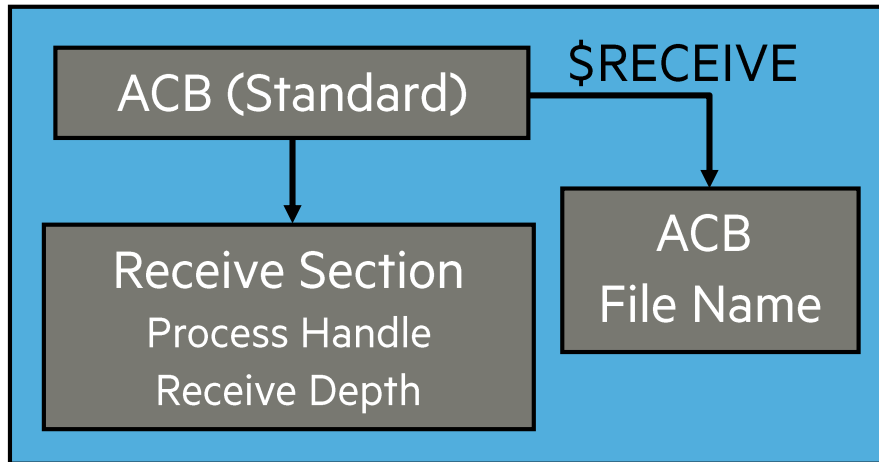 ACB (Standard)
$RECEIVE
Receive Section
Process Handle
Receive Depth
ACB
File Name